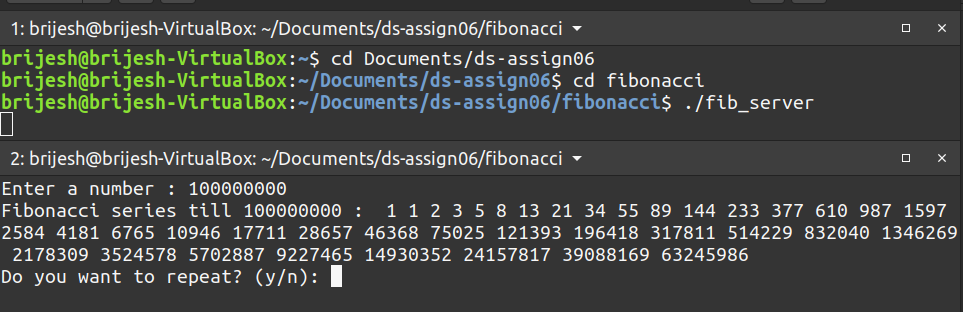 1: brijesh@brijesh-VirtualBox: ~/Documents/ds-assign06/fibonacci
brijesh@brijesh-VirtualBox:~$ cd Documents/ds-assign06
brijesh@brijesh-VirtualBox:~/Documents/ds-assign06$ cd fibonacci
brijesh@brijesh-VirtualBox:~/Documents/ds-assign06/fibonacci$ ./fib_server
2: brijesh@brijesh-VirtualBox: ~/Documents/ds-assign06/fibonacci
Enter a number : 100000000
Fibonacci series till 100000000 :  1 1 2 3 5 8 13 21 34 55 89 144 233 377 610 987 1597
2584 4181 6765 10946 17711 28657 46368 75025 121393 196418 317811 514229 832040 1346269
2178309 3524578 5702887 9227465 14930352 24157817 39088169 63245986
Do you want to repeat? (y/n):